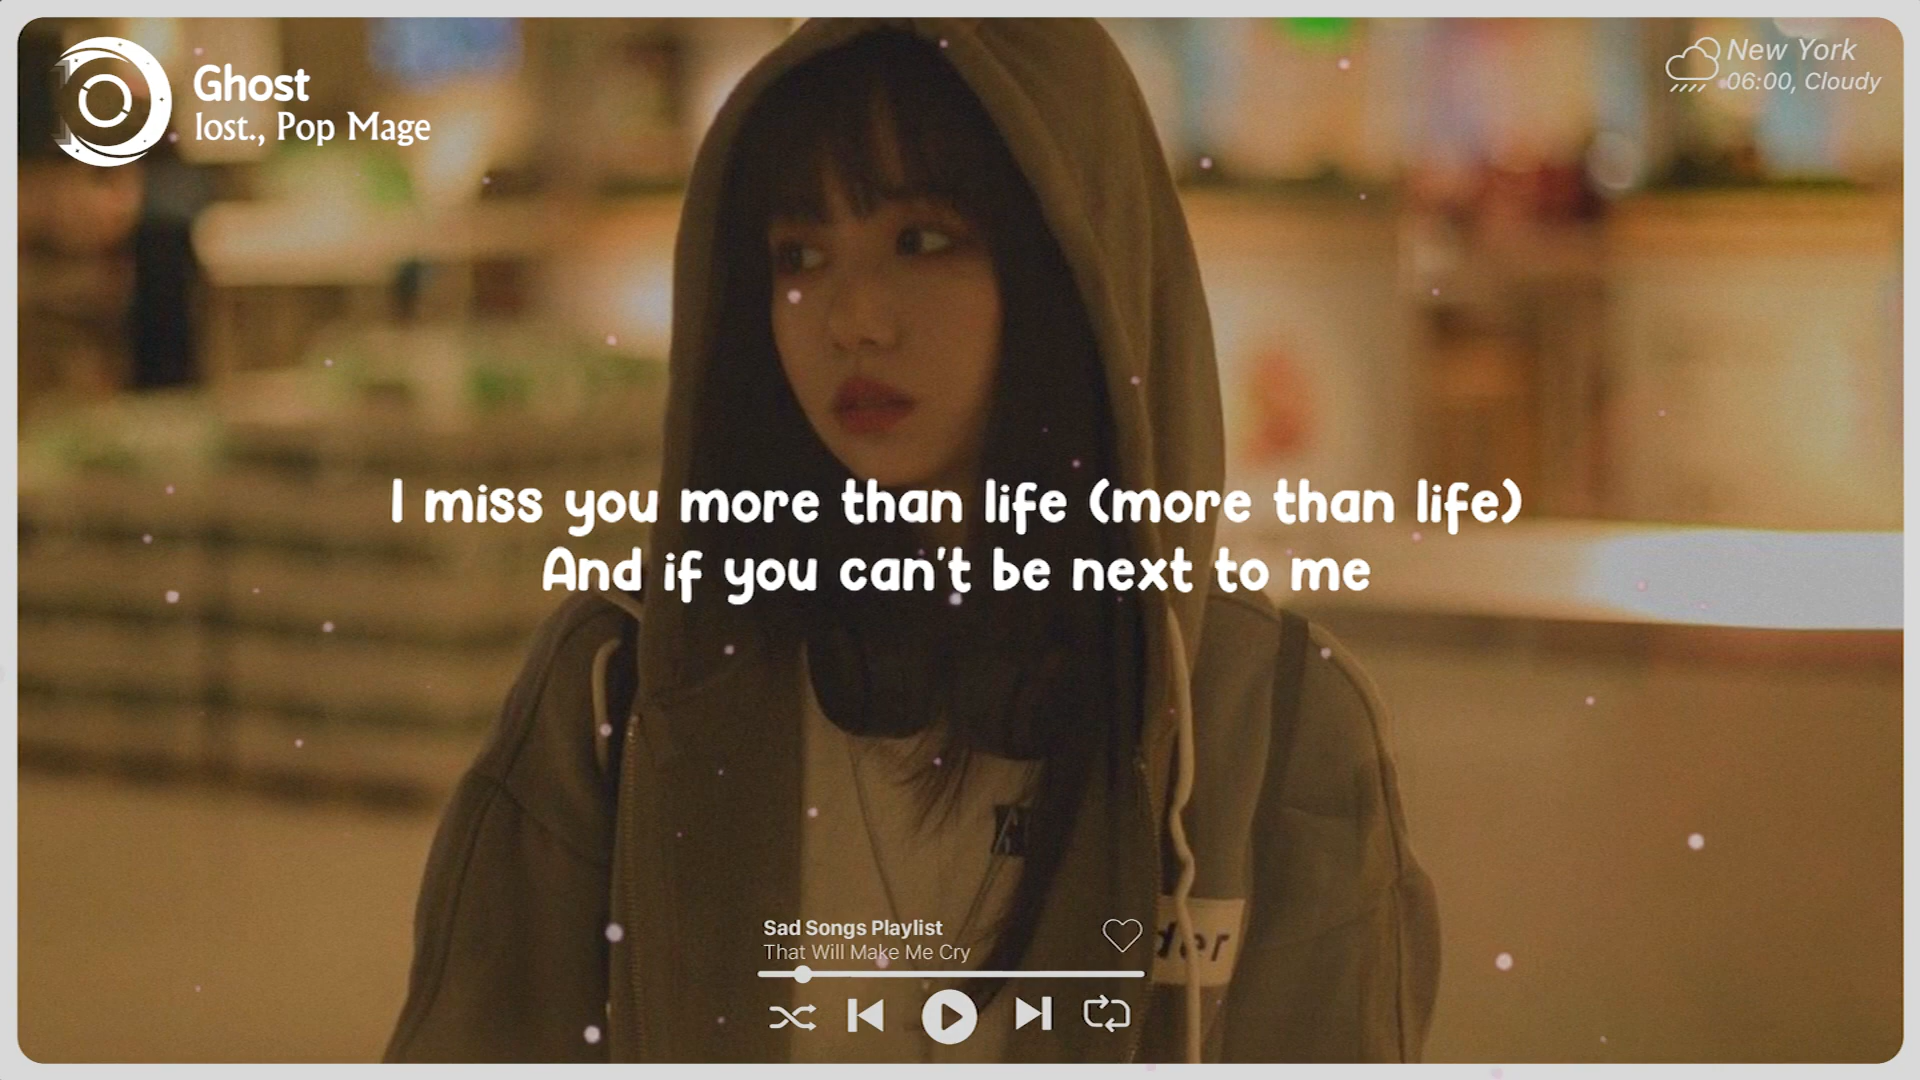 Ghost
lost., Pop Mage
New York
06:00, Cloudy
I miss you more than life (more than life)
And if you can't be next to me
Sad Songs Playlist
That Will Make Me Cry
der